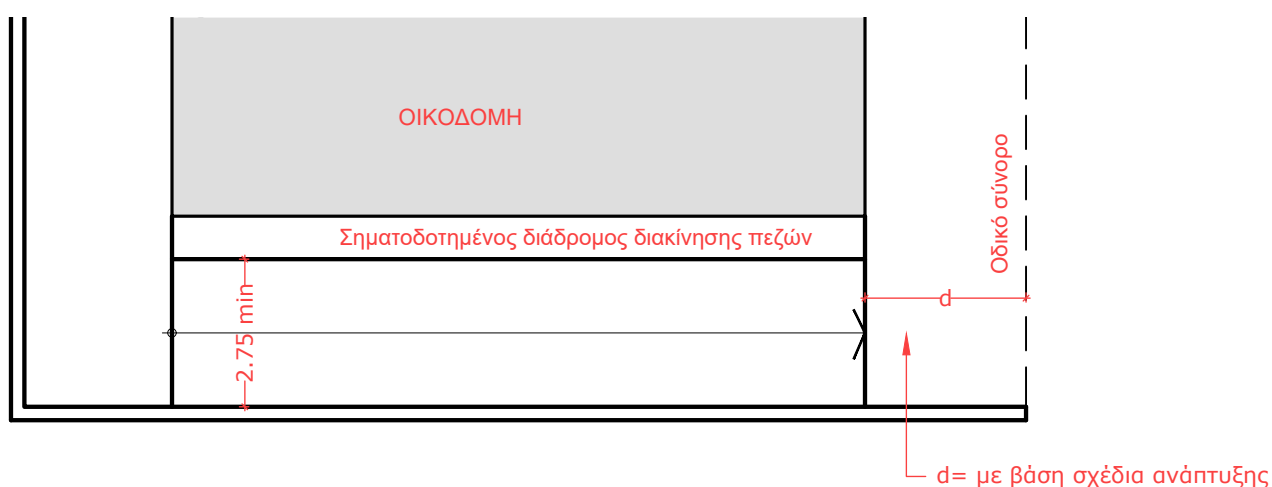 ΟΙΚΟΔΟΜΗ
Οδικό σύνορο
Σηματοδοτημένος διάδρομος διακίνησης πεζών
2.75 min
d
d= με βάση σχέδια ανάπτυξης